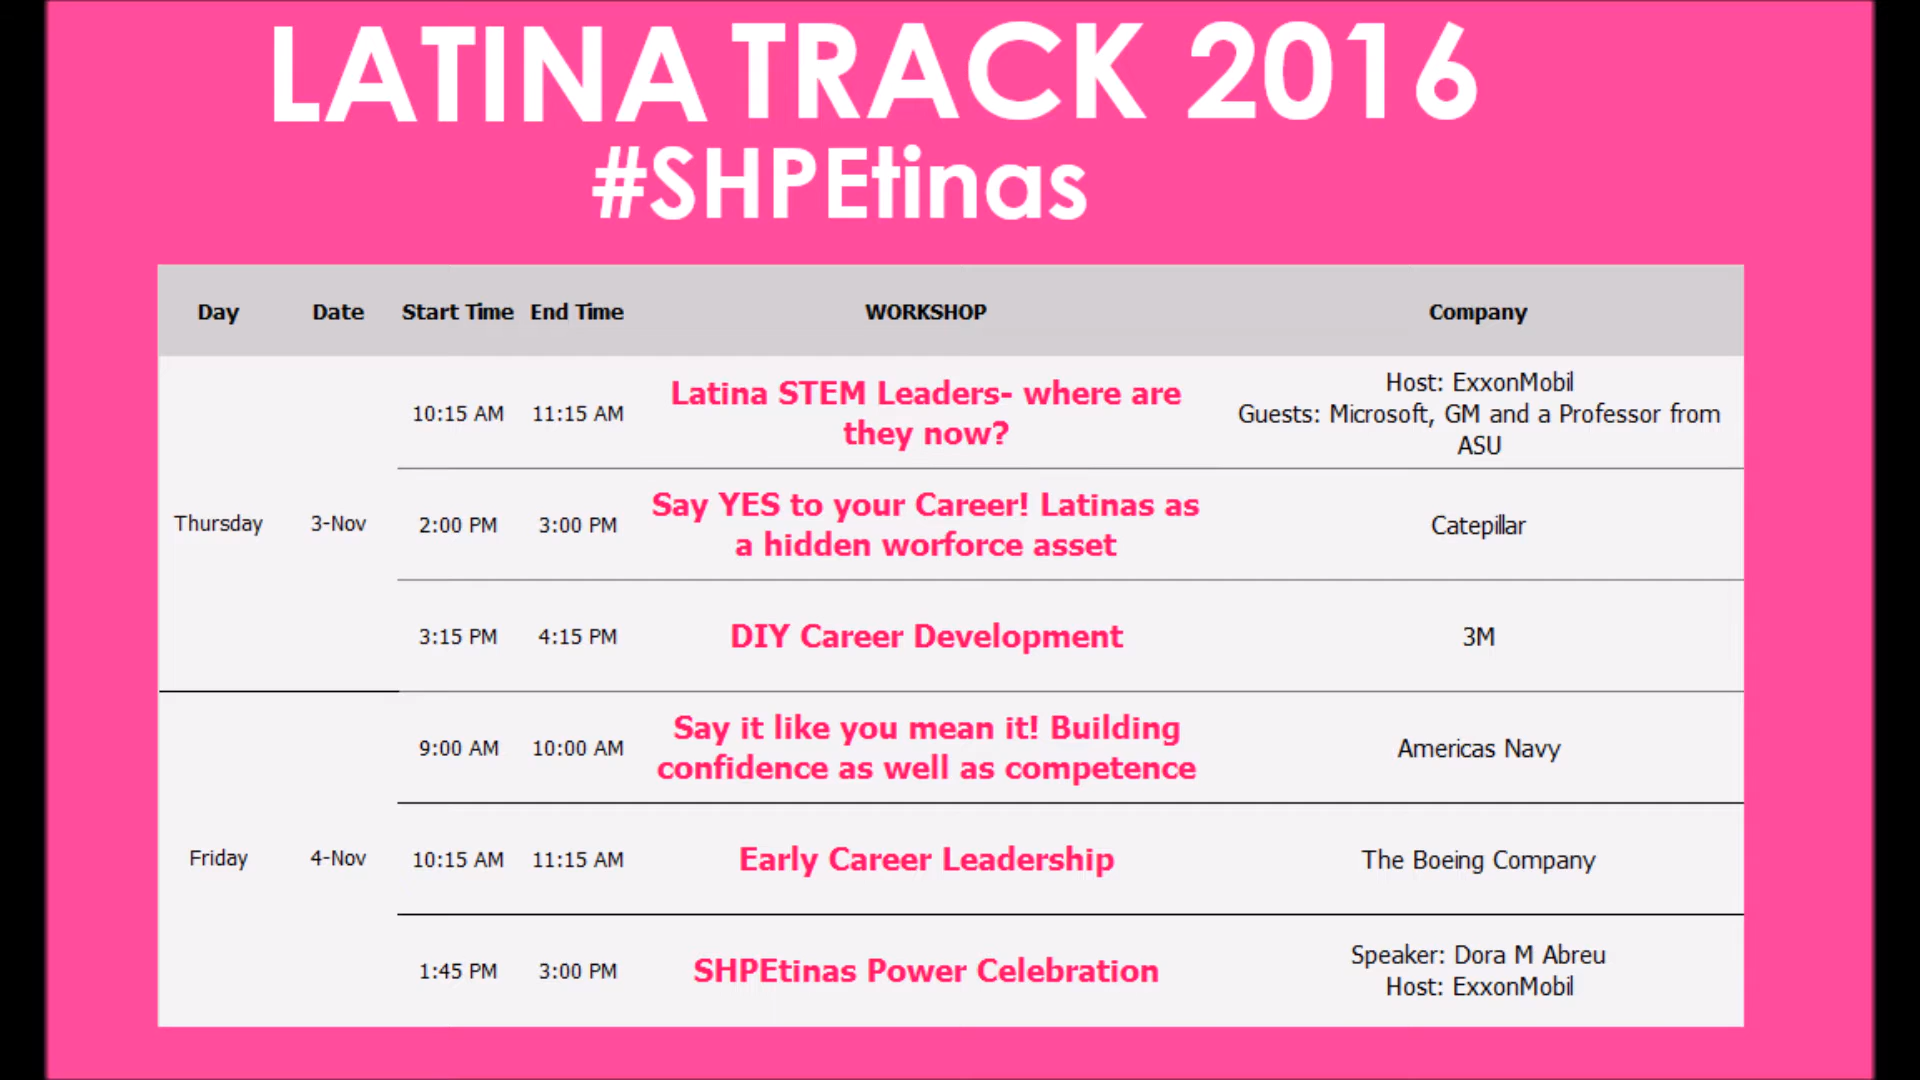 LATINA TRACK 2016
#SHPEtinas
Day Date Start Time End Time WORKSHOP Company
Thursday 3-Nov
10:15 AM 11:15 AM
Latina STEM Leaders- where are
they now?
Host: ExxonMobil
Guests: Microsoft, GM and a Professor from
ASU
2:00 PM 3:00 PM
Say YES to your Career! Latinas as
a hidden worforce asset
Catepillar
3:15 PM 4:15 PM DIY Career Development 3M
Friday 4-Nov
9:00 AM 10:00 AM
Say it like you mean it! Building
confidence as well as competence
Americas Navy
10:15 AM 11:15 AM Early Career Leadership The Boeing Company
1:45 PM 3:00 PM SHPEtinas Power Celebration
Speaker: Dora M Abreu
Host: ExxonMobil